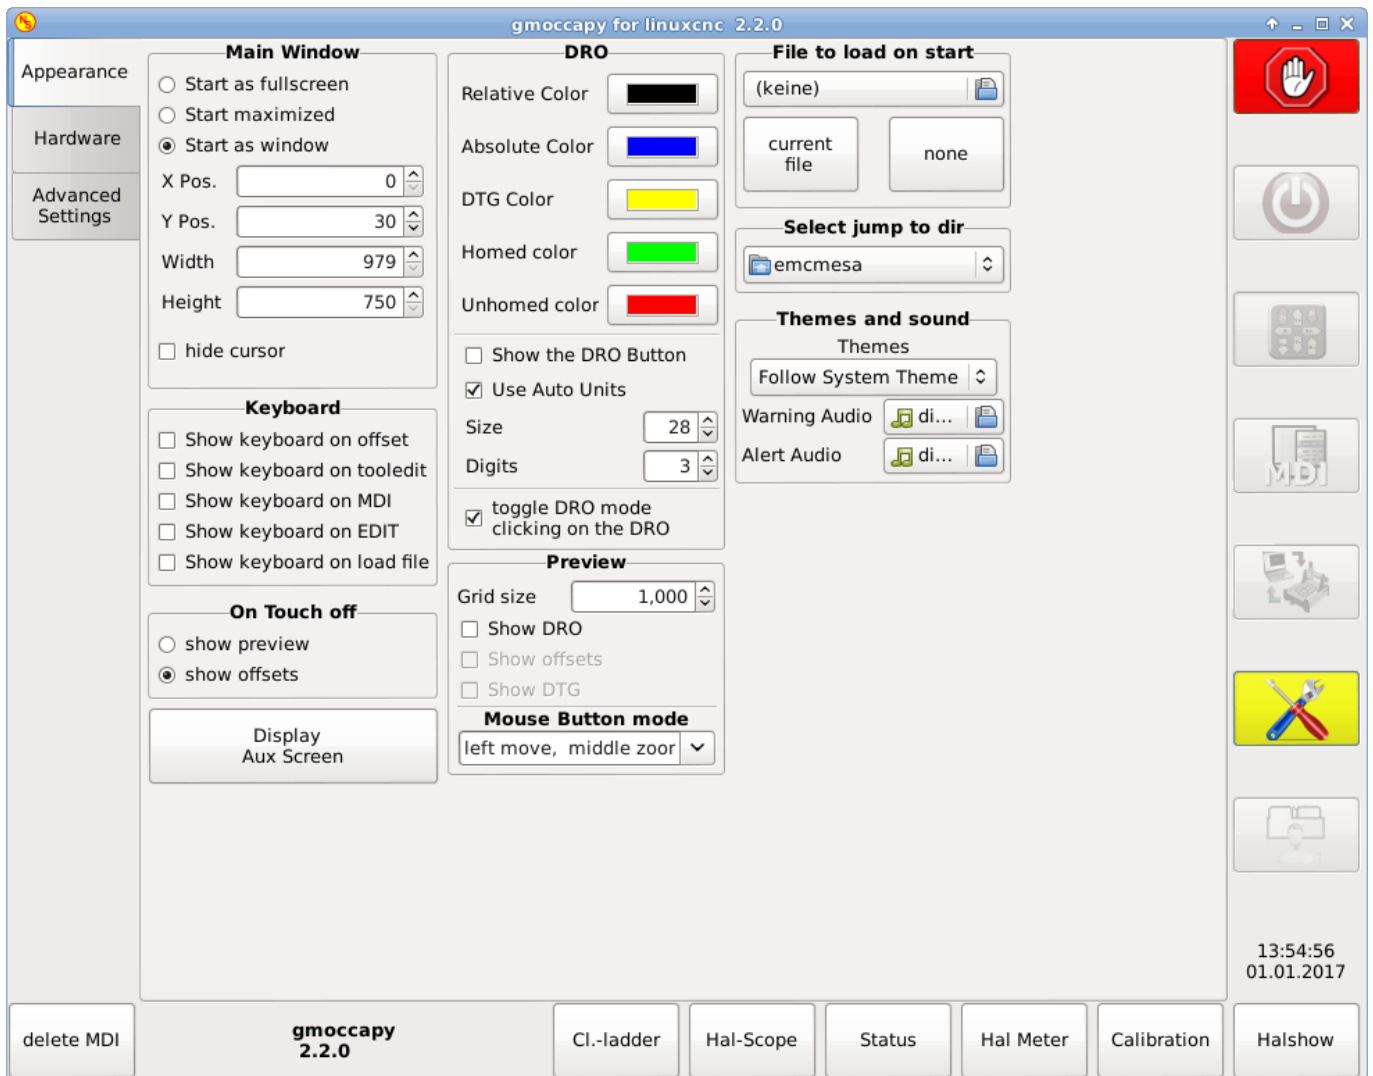 gmoccapy for linuxcnc 2.2.0
Appearance
Hardware
Advanced
Settings
Main Window
Start as fullscreen
Start maximized
Start as window
X Pos. 0
Y Pos. 30
Width 979
Height 750
hide cursor
Keyboard
Show keyboard on offset
Show keyboard on tooledit
Show keyboard on MDI
Show keyboard on EDIT
Show keyboard on load file
On Touch off
show preview
show offsets
Display
Aux Screen
DRO
Relative Color
Absolute Color
DTG Color
Homed color
Unhomed color
Show the DRO Button
Use Auto Units
Size 28
Digits 3
toggle DRO mode
clicking on the DRO
Preview
Grid size 1,000
Show DRO
Show offsets
Show DTG
Mouse Button mode
left move, middle zoor
File to load on start
(keine)
current
file
none
Select jump to dir
emcmesa
Themes and sound
Themes
Follow System Theme
Warning Audio di...
Alert Audio di...
MDI
13:54:56
01.01.2017
delete MDI
gmoccapy
2.2.0
Cl.-ladder
Hal-Scope
Status
Hal Meter
Calibration
Halshow